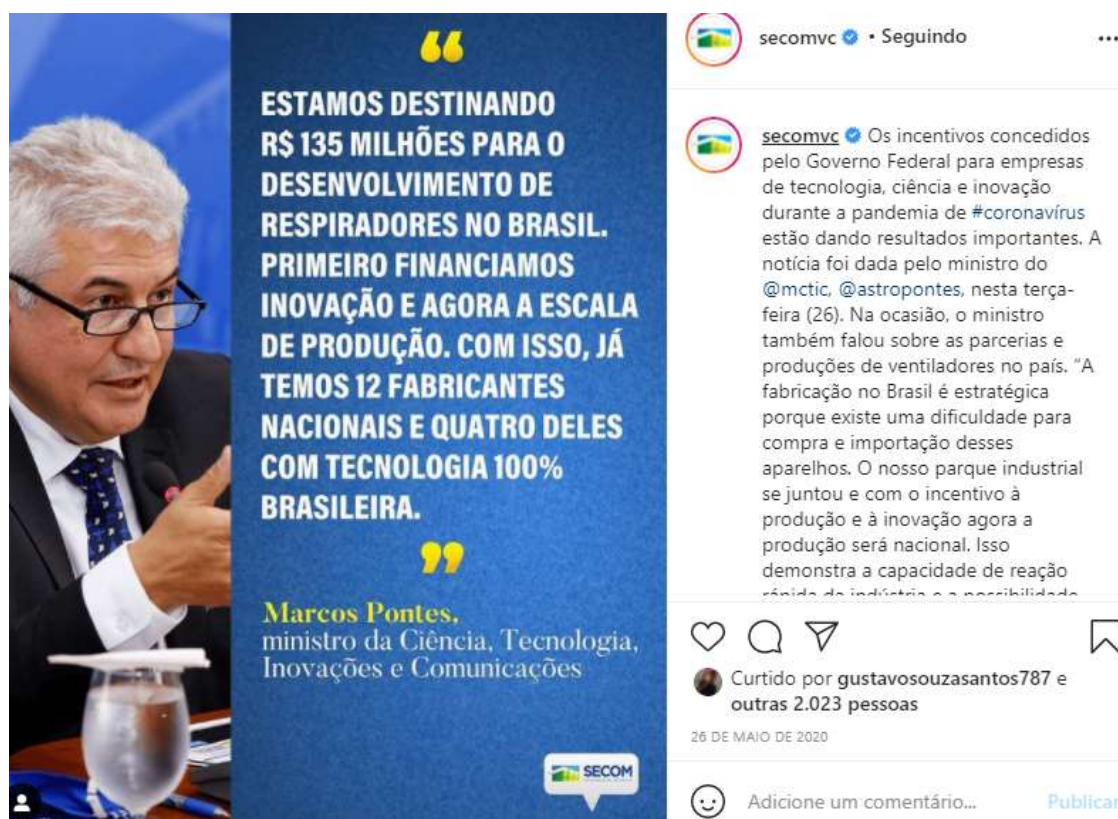 “
ESTAMOS DESTINANDO
R$ 135 MILHÕES PARA O
DESENVOLVIMENTO DE
RESPIRADORES NO BRASIL.
PRIMEIRO FINANCIAMOS
INOVAÇÃO E AGORA A ESCALA
DE PRODUÇÃO. COM ISSO, JÁ
TEMOS 12 FABRICANTES
NACIONAIS E QUATRO DELES
COM TECNOLOGIA 100%
BRASILEIRA.
”
Marcos Pontes,
ministro da Ciência, Tecnologia,
Inovações e Comunicações
SECOM
secomvc • Seguindo
secomvc Os incentivos concedidos
pelo Governo Federal para empresas
de tecnologia, ciência e inovação
durante a pandemia de #coronavírus
estão dando resultados importantes. A
notícia foi dada pelo ministro do
@mctic, @astropontes, nesta terça-
feira (26). Na ocasião, o ministro
também falou sobre as parcerias e
produções de ventiladores no país. "A
fabricação no Brasil é estratégica
porque existe uma dificuldade para
compra e importação desses
aparelhos. O nosso parque industrial
se juntou e com o incentivo à
produção e à inovação agora a
produção será nacional. Isso
demonstra a capacidade de reação
rápida da indústria e a possibilidade
Curtido por gustavosouzasantos787 e
outras 2.023 pessoas
26 DE MAIO DE 2020
Adicione um comentário... Publicar